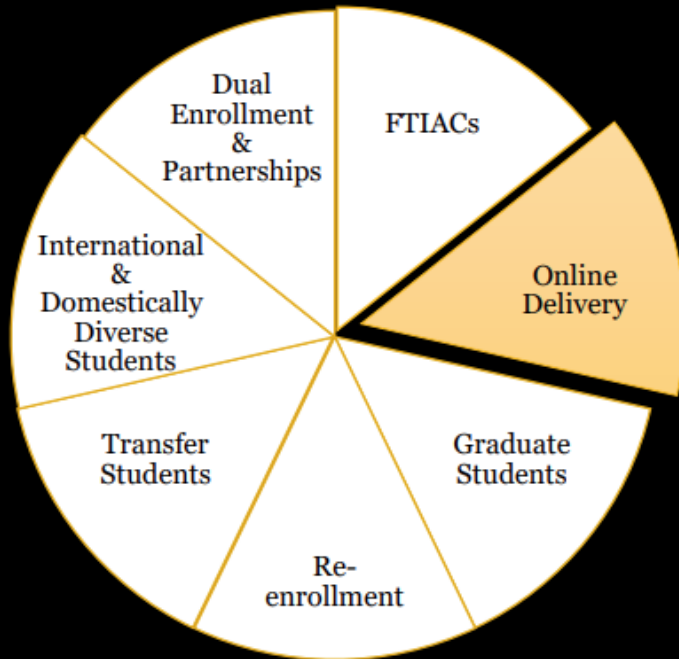 Dual
Enrollment
&
Partnerships
FTIACs
International
&
Domestically
Diverse
Students
Online
Delivery
Transfer
Students
Graduate
Students
Re-
enrollment